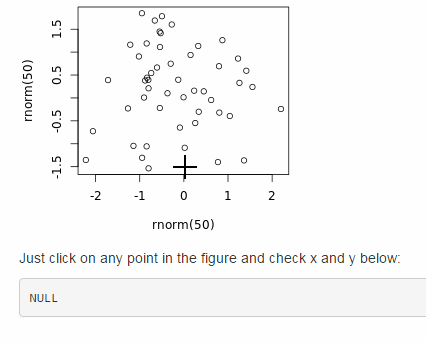 1.5
0.5
-0.5
-1.5
rnorm(50)
-2 -1 0 1 2
rnorm(50)
Just click on any point in the figure and check x and y below:
NULL